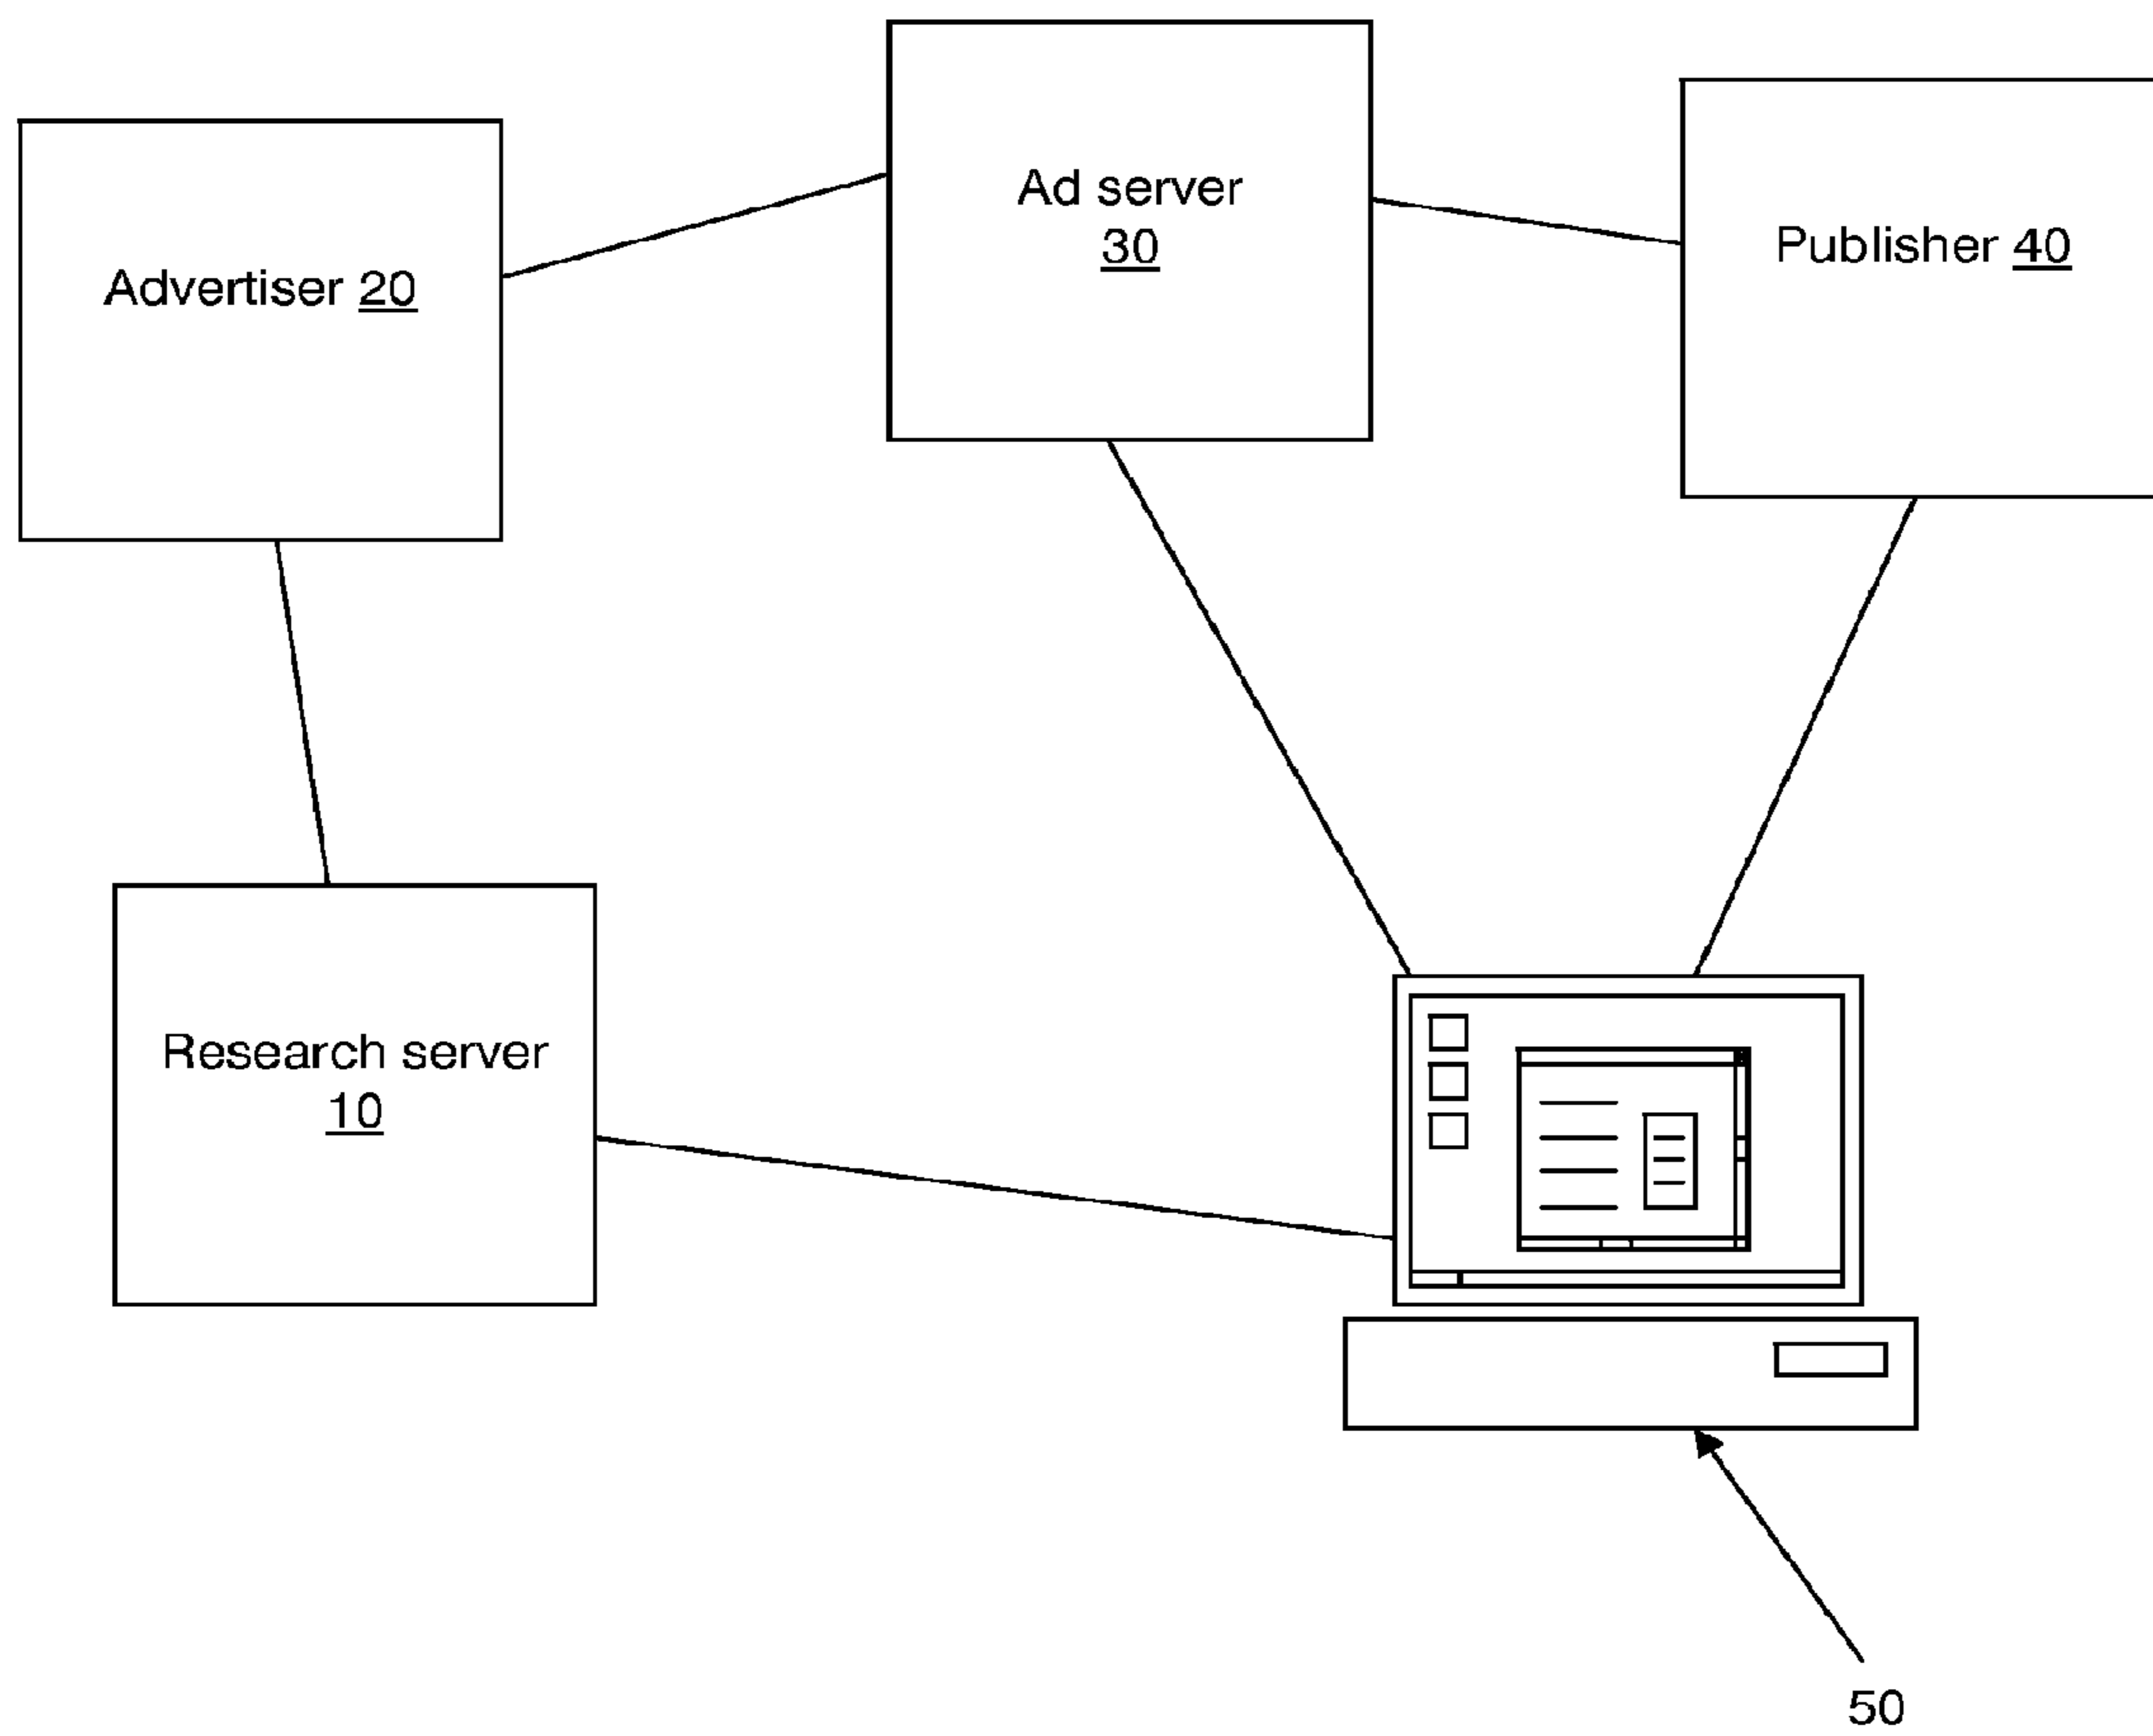 Ad server
30
Publisher 40
Advertiser 20
Research server
10
50